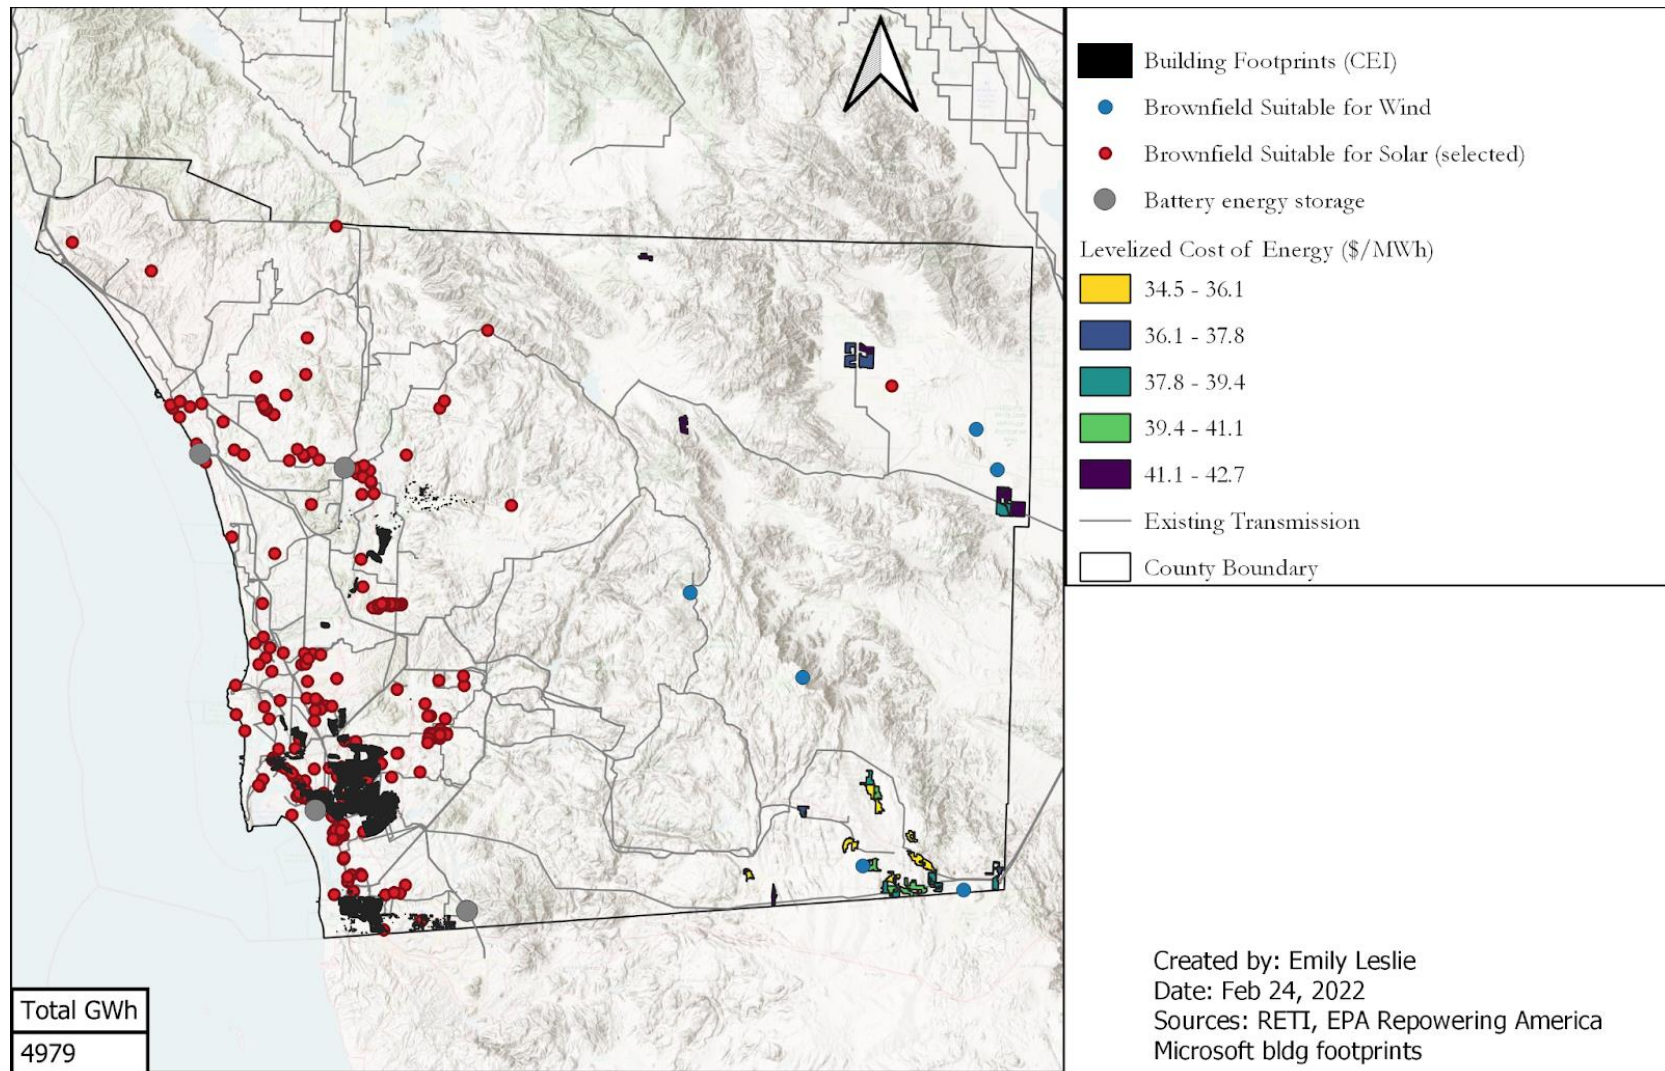 Building Footprints (CEI)
Brownfield Suitable for Wind
Brownfield Suitable for Solar (selected)
Battery energy storage
Levelized Cost of Energy ($/MWh)
34.5 - 36.1
36.1 - 37.8
37.8 - 39.4
39.4 - 41.1
41.1 - 42.7
Existing Transmission
County Boundary
Total GWh
4979
Created by: Emily Leslie
Date: Feb 24, 2022
Sources: RETI, EPA Repowering America
Microsoft bldg footprints